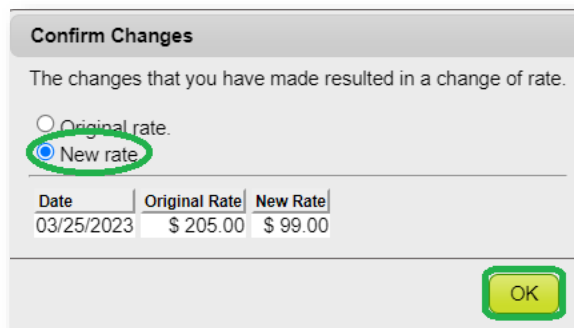 Confirm Changes
The changes that you have made resulted in a change of rate.
Original rate.
New rate
Date Original Rate New Rate
03/25/2023 $ 205.00 $ 99.00
OK